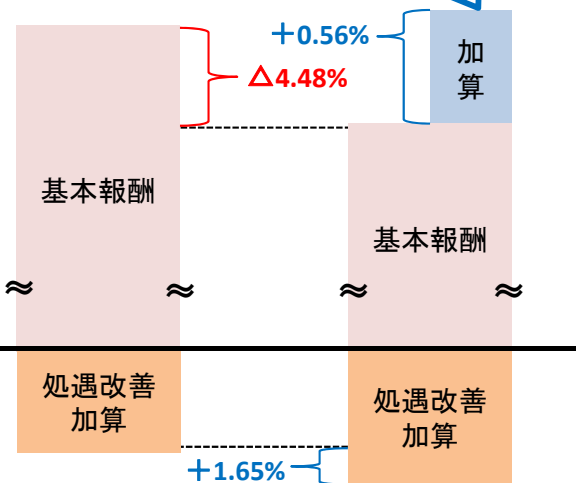 +0.56%
加
算
△4.48%
基本報酬
基本報酬
処遇改善
加算
処遇改善
加算
+1.65%